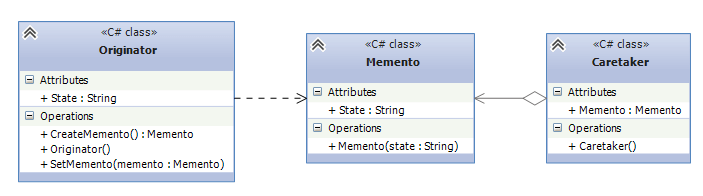 «C# class»
Originator
Attributes
+ State : String
Operations
+ CreateMemento() : Memento
+ Originator()
+ SetMemento(memento : Memento)
«C# class»
Memento
Attributes
+ State : String
Operations
+ Memento(state : String)
«C# class»
Caretaker
Attributes
+ Memento : Memento
Operations
+ Caretaker()